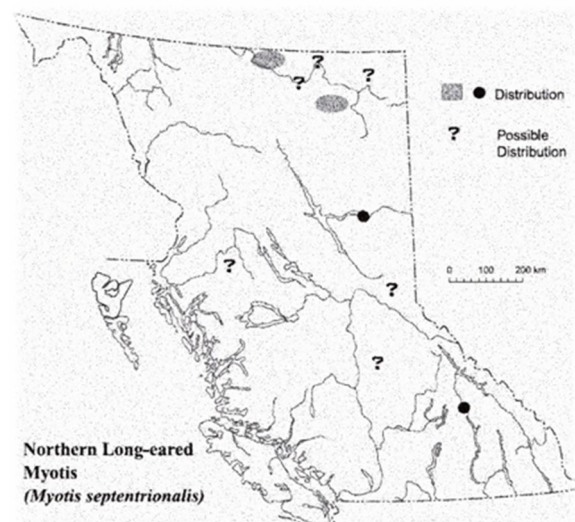 ?
?
?
Distribution
?
Possible
Distribution
?
?
0 100 200 km
?
Northern Long-eared
Myotis
(Myotis septentrionalis)